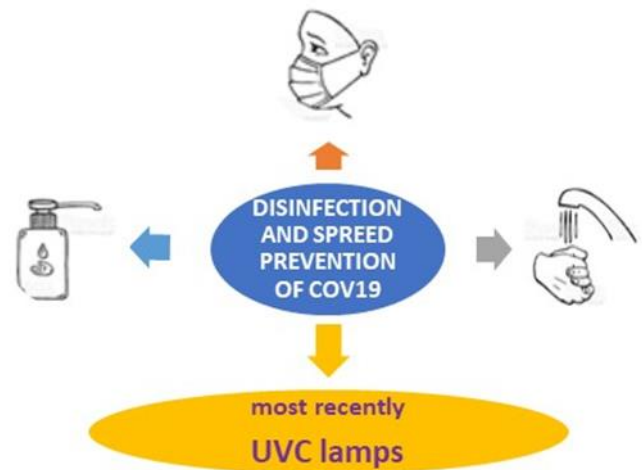 DISINFECTION
AND SPREED
PREVENTION
OF COV19
most recently
UVC lamps